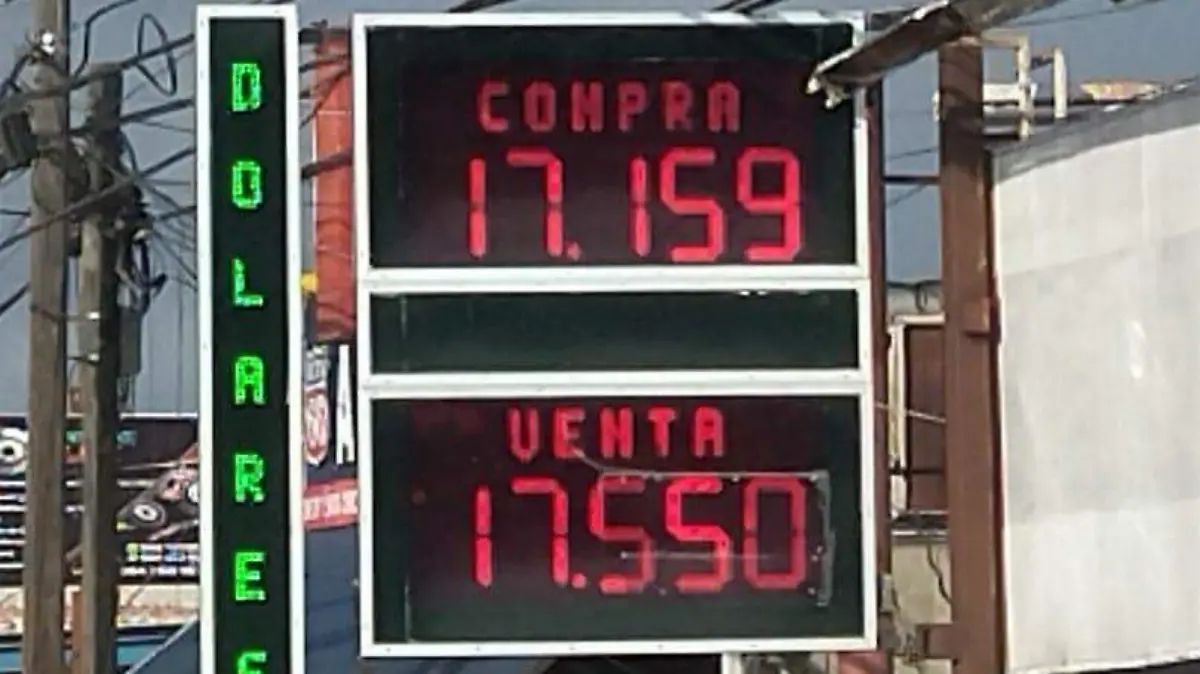 DOLARES
COMPRA
17.159
VENTA
17.550